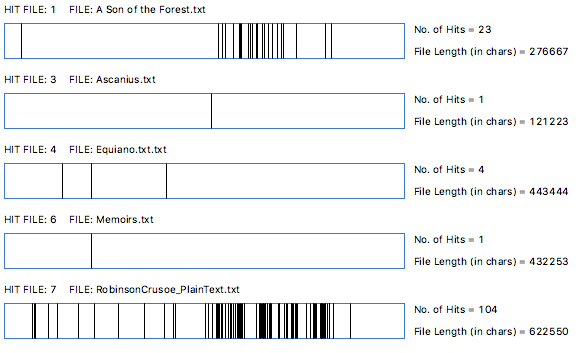 HIT FILE: 1 FILE: A Son of the Forest.txt
No. of Hits = 23
File Length (in chars) = 276667
HIT FILE: 3 FILE: Ascanius.txt
No. of Hits = 1
File Length (in chars) = 121223
HIT FILE: 4 FILE: Equiano.txt.txt
No. of Hits = 4
File Length (in chars) = 443444
HIT FILE: 6 FILE: Memoirs.txt
No. of Hits = 1
File Length (in chars) = 432253
HIT FILE: 7 FILE: RobinsonCrusoe_PlainText.txt
No. of Hits = 104
File Length (in chars) = 622550